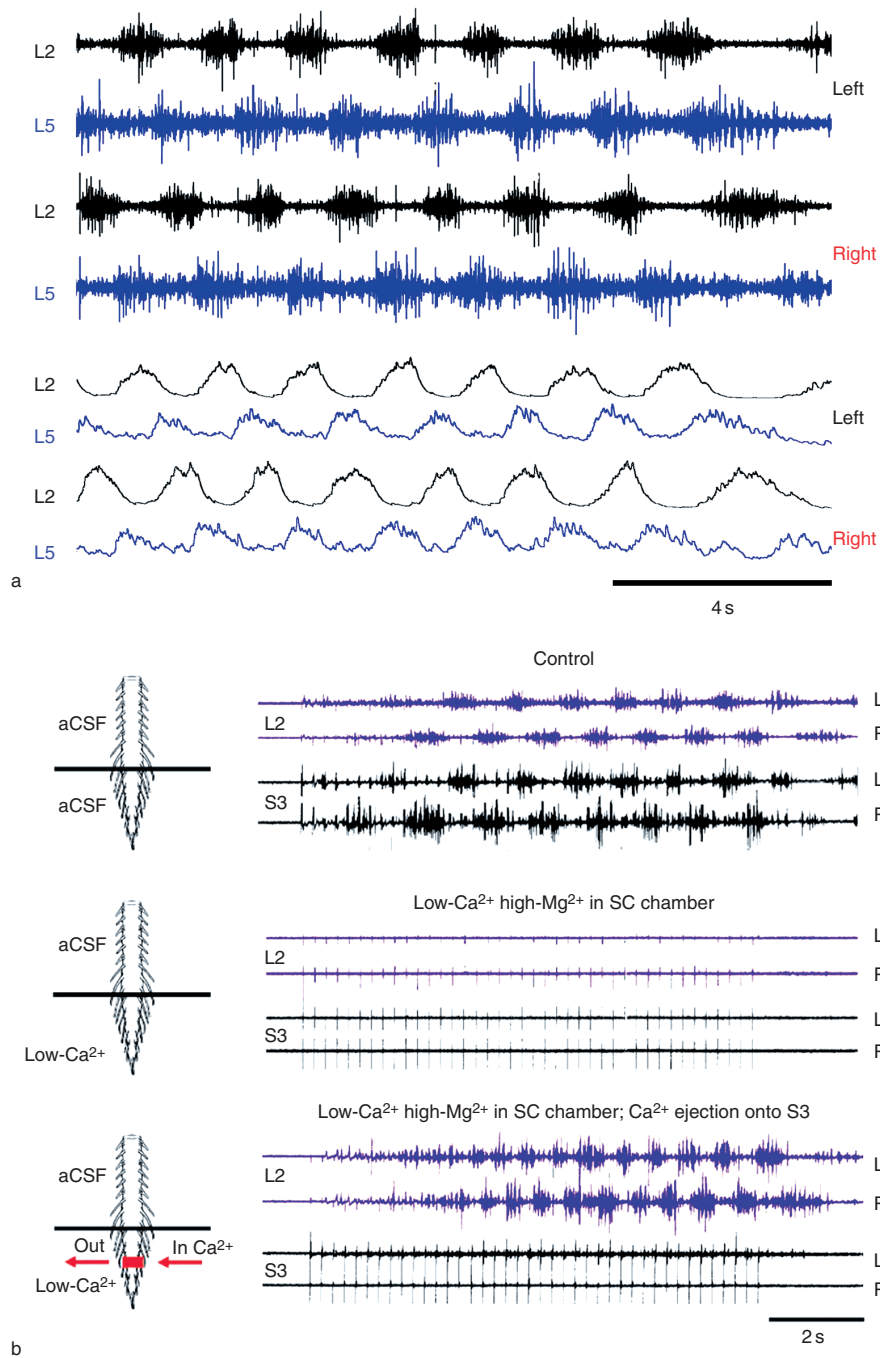 L2
Left
L5
L2
Right
L5
L2
Left
L5
L2
Right
L5
a
4 s
Control
aCSF
aCSF
L2
L
S3
L
Low-Ca²⁺ high-Mg²⁺ in SC chamber
aCSF
Low-Ca²⁺
L2
L
S3
L
Low-Ca²⁺ high-Mg²⁺ in SC chamber; Ca²⁺ ejection onto S3
aCSF
Out
In Ca²⁺
Low-Ca²⁺
L2
L
S3
L
2 s
b